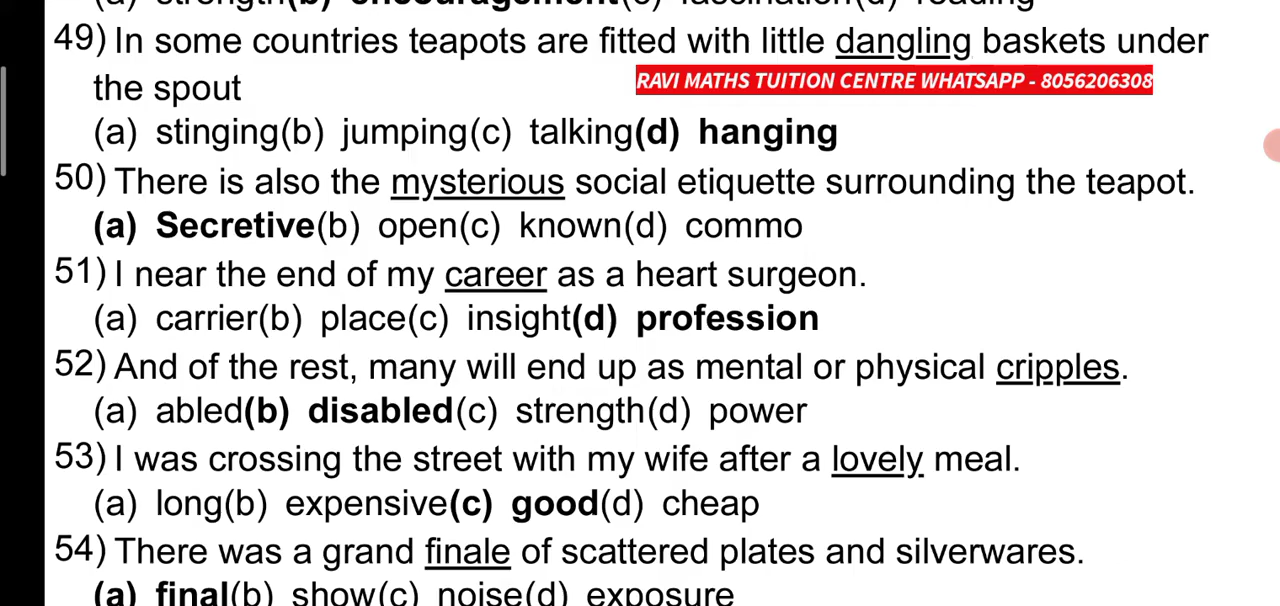 (a) strength(b) encouragement(c) fascination(d) reading
49) In some countries teapots are fitted with little dangling baskets under
the spout
RAVI MATHS TUITION CENTRE WHATSAPP - 8056206308
(a) stinging(b) jumping(c) talking(d) hanging
50) There is also the mysterious social etiquette surrounding the teapot.
(a) Secretive(b) open(c) known(d) commo
51) I near the end of my career as a heart surgeon.
(a) carrier(b) place(c) insight(d) profession
52) And of the rest, many will end up as mental or physical cripples.
(a) abled(b) disabled(c) strength(d) power
53) I was crossing the street with my wife after a lovely meal.
(a) long(b) expensive(c) good(d) cheap
54) There was a grand finale of scattered plates and silverwares.
(a) final(b) show(c) noise(d) exposure